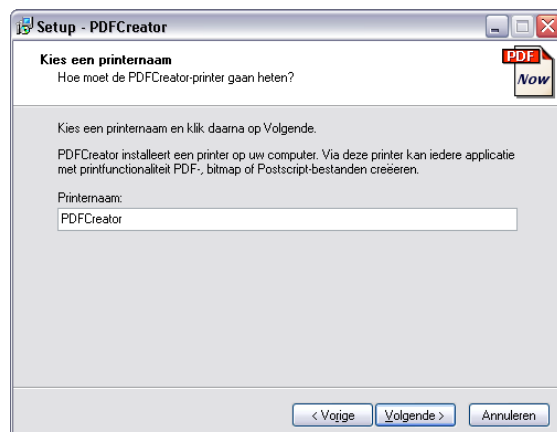 Setup - PDFCreator
Kies een printernaam
Hoe moet de PDFCreator-printer gaan heten?
PDF
Now
Kies een printernaam en klik daarna op Volgende.
PDFCreator installeert een printer op uw computer. Via deze printer kan iedere applicatie
met printfunctionaliteit PDF-, bitmap of Postscript-bestanden creëeren.
Printernaam:
PDFCreator
< Vorige
Volgende >
Annuleren